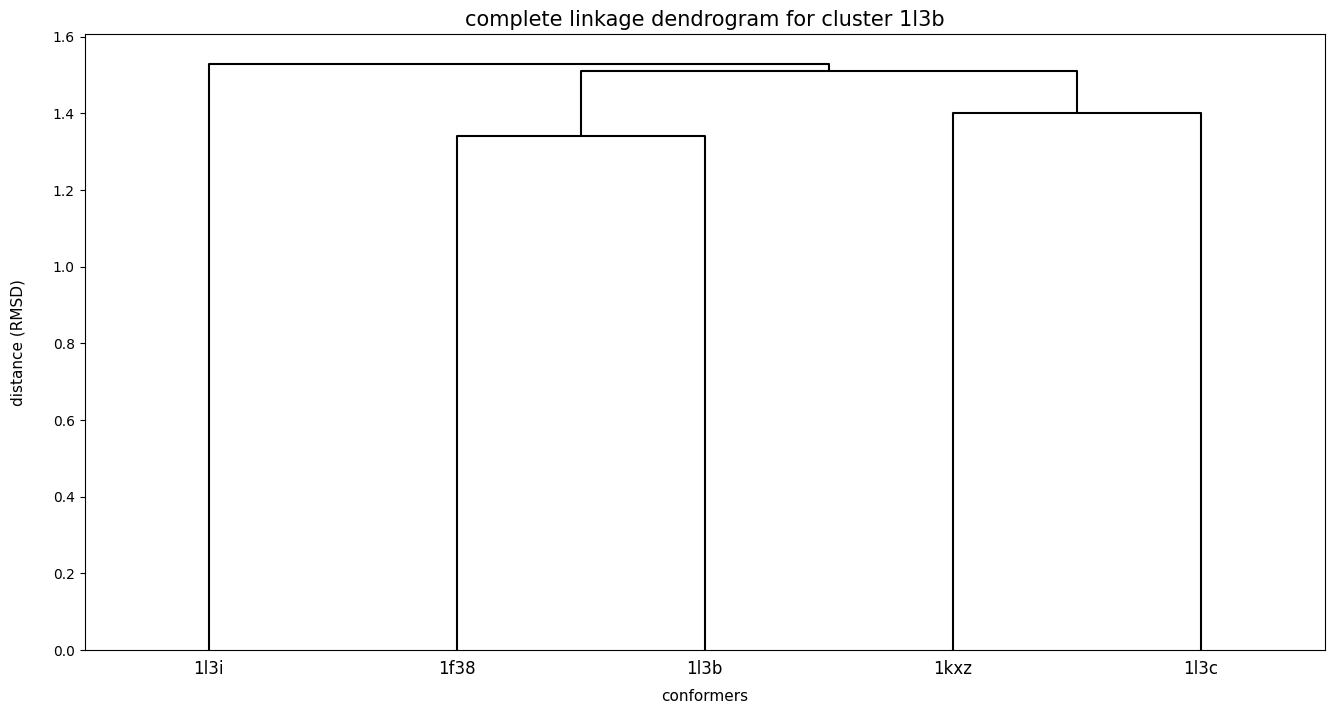 complete linkage dendrogram for cluster 1l3b
1.6
1.4
1.2
1.0
0.8
0.6
0.4
0.2
0.0
distance (RMSD)
1l3i 1f38 1l3b 1kxz 1l3c
conformers